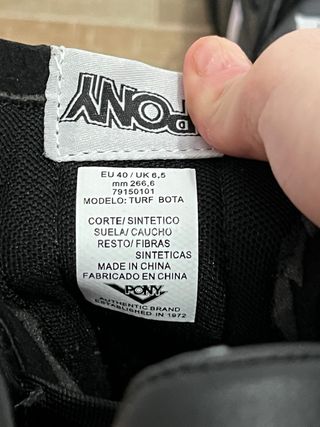 PONY
EU 40 / UK 6,5
mm 266,6
79150101
MODELO: TURF BOTA
CORTE/ SINTETICO
SUELA/ CAUCHO
RESTO/ FIBRAS
SINTETICAS
MADE IN CHINA
FABRICADO EN CHINA
PONY
AUTHENTIC BRAND
ESTABLISHED IN 1972